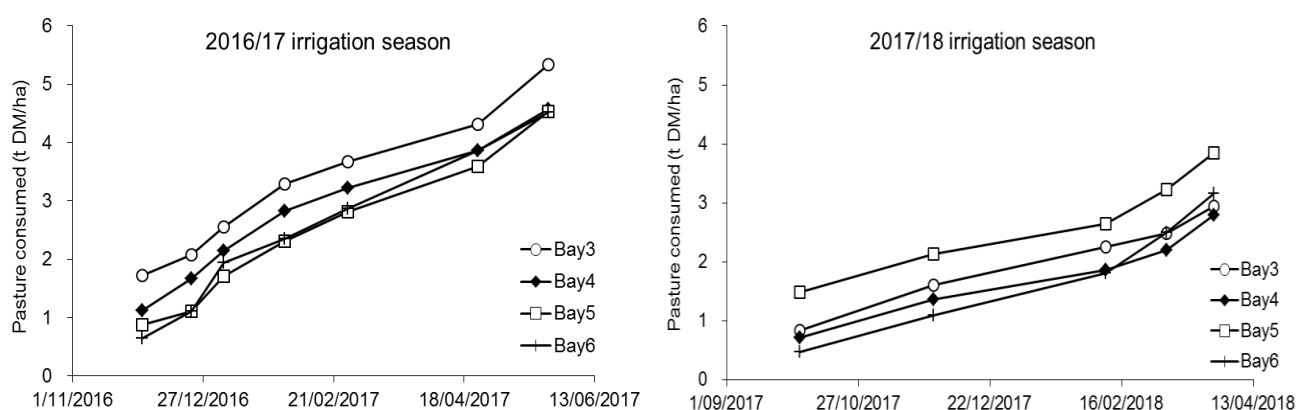 2016/17 irrigation season
Pasture consumed (t DM/ha)
6
5
4
3
2
1
0
1/11/2016 27/12/2016 21/02/2017 18/04/2017 13/06/2017
Bay3
Bay4
Bay5
Bay6
2017/18 irrigation season
Pasture consumed (t DM/ha)
6
5
4
3
2
1
0
1/09/2017 27/10/2017 22/12/2017 16/02/2018 13/04/2018
Bay3
Bay4
Bay5
Bay6